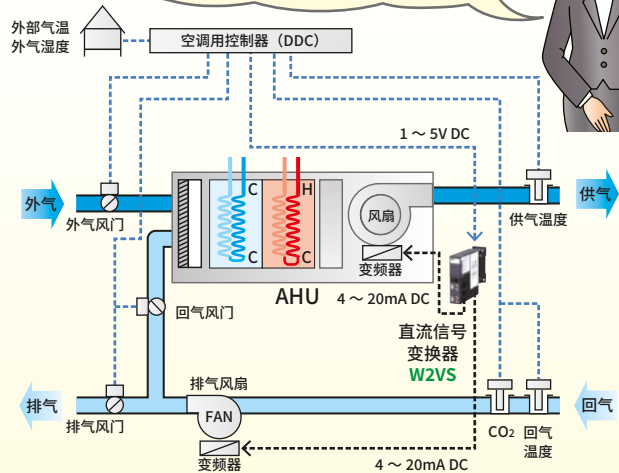 外部气温
外气湿度
空调用控制器（DDC）
1～5V DC
外气
外气风门
C
H
C
C
风扇
变频器
供气
供气温度
AHU
4～20mA DC
回气风门
直流信号
变换器
W2VS
排气
排气风门
排气风扇
FAN
变频器
4～20mA DC
CO₂
回气
温度
回气